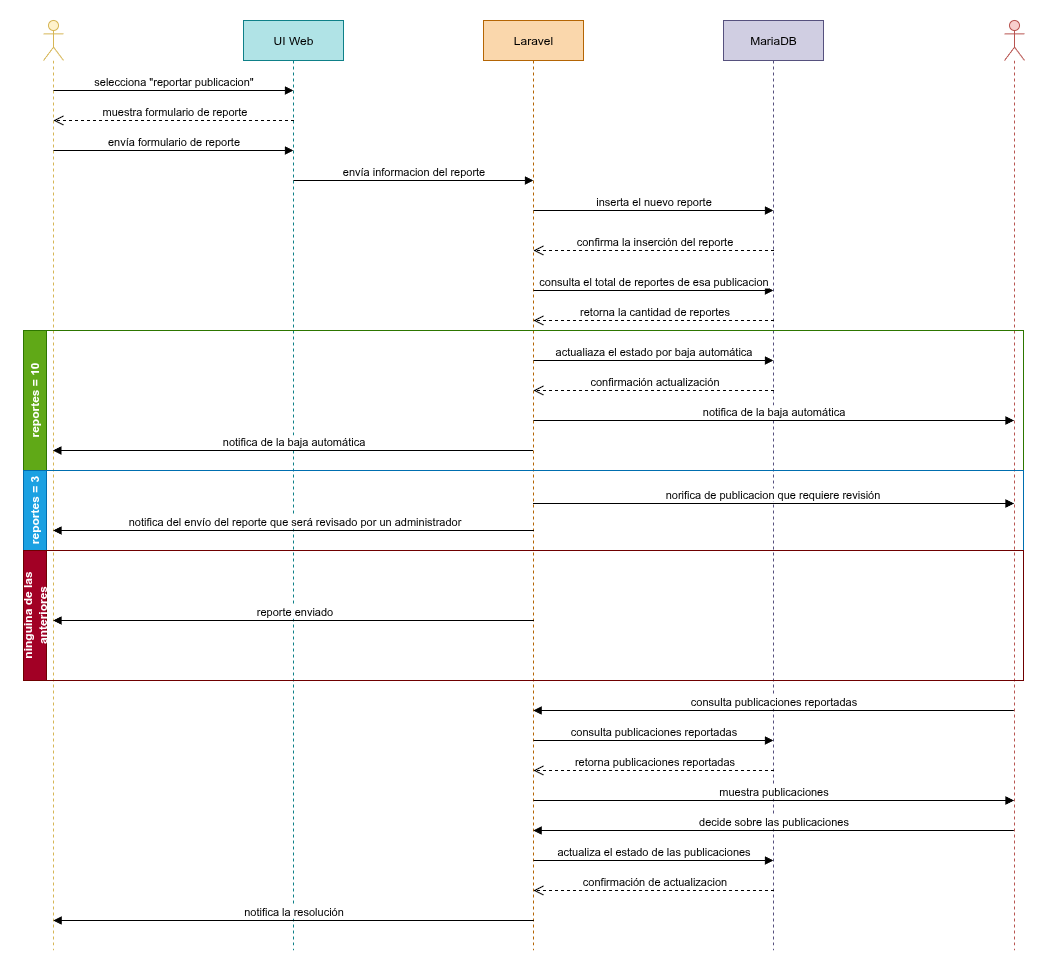 UI Web
Laravel
MariaDB
selecciona "reportar publicacion"
muestra formulario de reporte
envía formulario de reporte
envía informacion del reporte
inserta el nuevo reporte
confirma la inserción del reporte
consulta el total de reportes de esa publicacion
retorna la cantidad de reportes
reportes = 10
actualiaza el estado por baja automática
confirmación actualización
notifica de la baja automática
notifica de la baja automática
reportes = 3
norifica de publicacion que requiere revisión
notifica del envío del reporte que será revisado por un administrador
ninguina de las
anteriores
reporte enviado
consulta publicaciones reportadas
consulta publicaciones reportadas
retorna publicaciones reportadas
muestra publicaciones
decide sobre las publicaciones
actualiza el estado de las publicaciones
confirmación de actualizacion
notifica la resolución